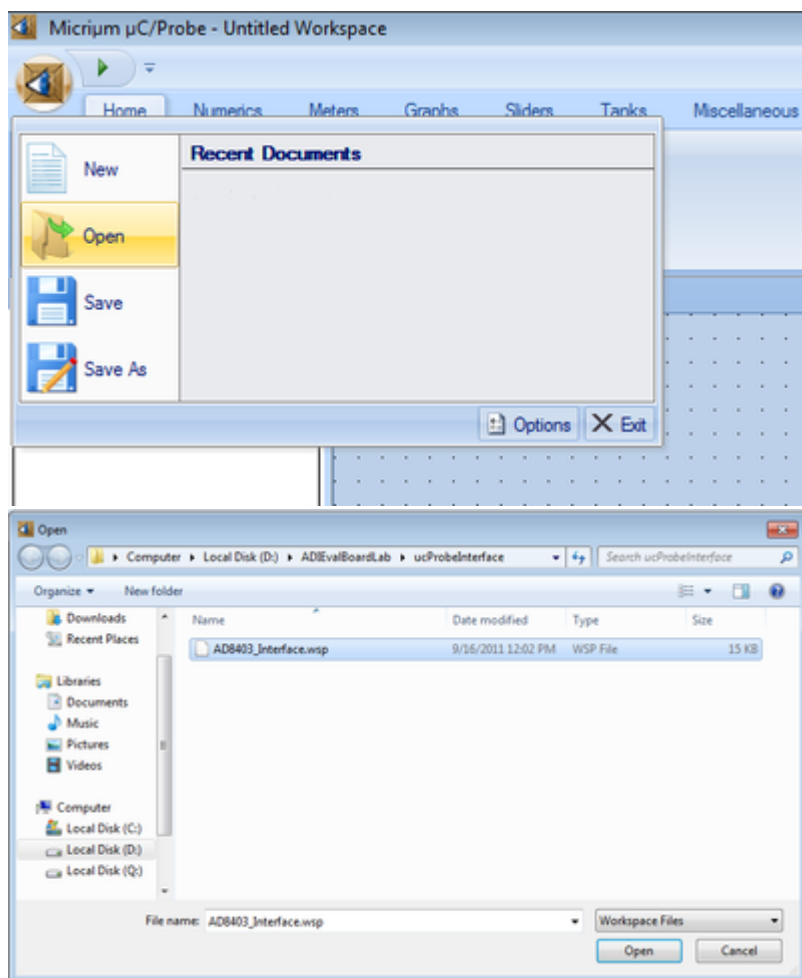 Micriµm µC/Probe - Untitled Workspace
Home Numerics Meters Graphs Sliders Tanks Miscellaneous
Recent Documents
New
Open
Save
Save As
Options Exit
Open
Computer Local Disk (D:) ADIEvalBoardLab ucProbeInterface Search ucProbeInterface
Organize New folder
Downloads
Recent Places
Libraries
Documents
Music
Pictures
Videos
Computer
Local Disk (C:)
Local Disk (D:)
Local Disk (Q:)
Name Date modified Type Size
AD8403_Interface.wsp 9/16/2011 12:02 PM WSP File 15 KB
File name: AD8403_Interface.wsp Workspace Files
Open Cancel